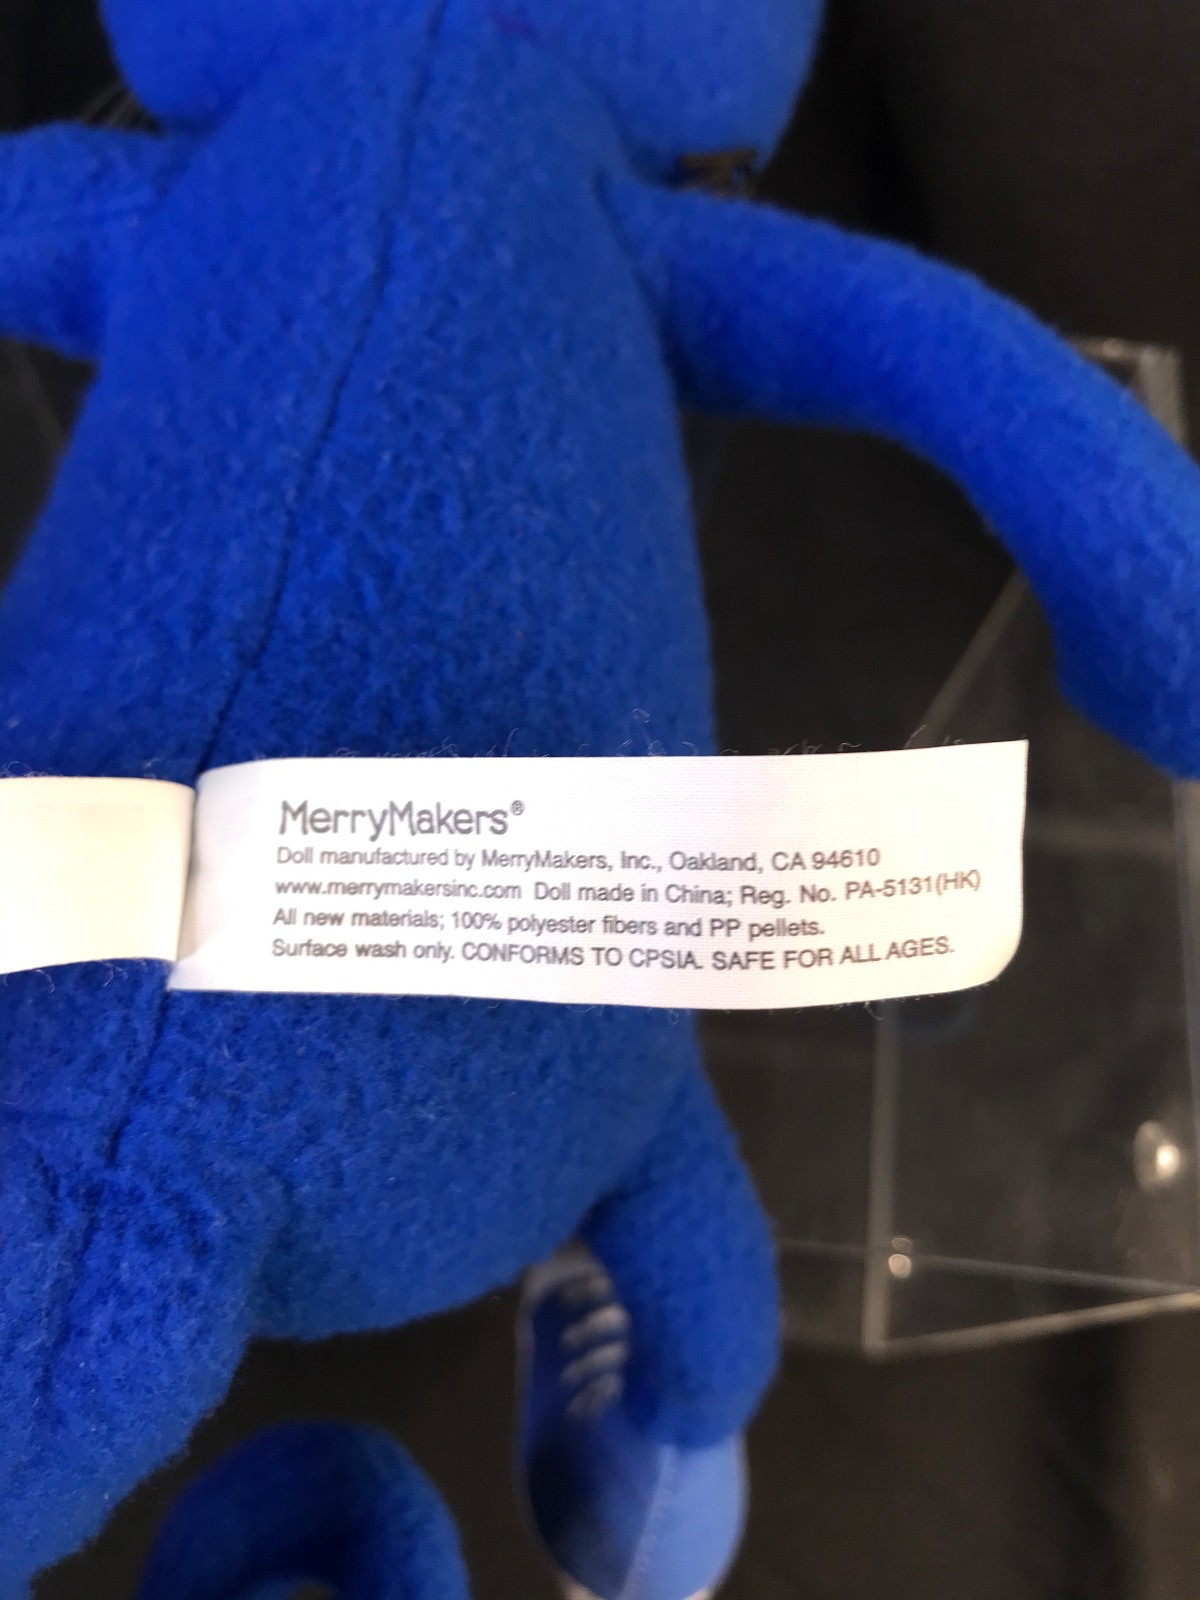 MerryMakers®
Doll manufactured by MerryMakers, Inc., Oakland, CA 94610
www.merrymakersinc.com Doll made in China; Reg. No. PA-5131(HK)
All new materials; 100% polyester fibers and PP pellets.
Surface wash only. CONFORMS TO CPSIA. SAFE FOR ALL AGES.